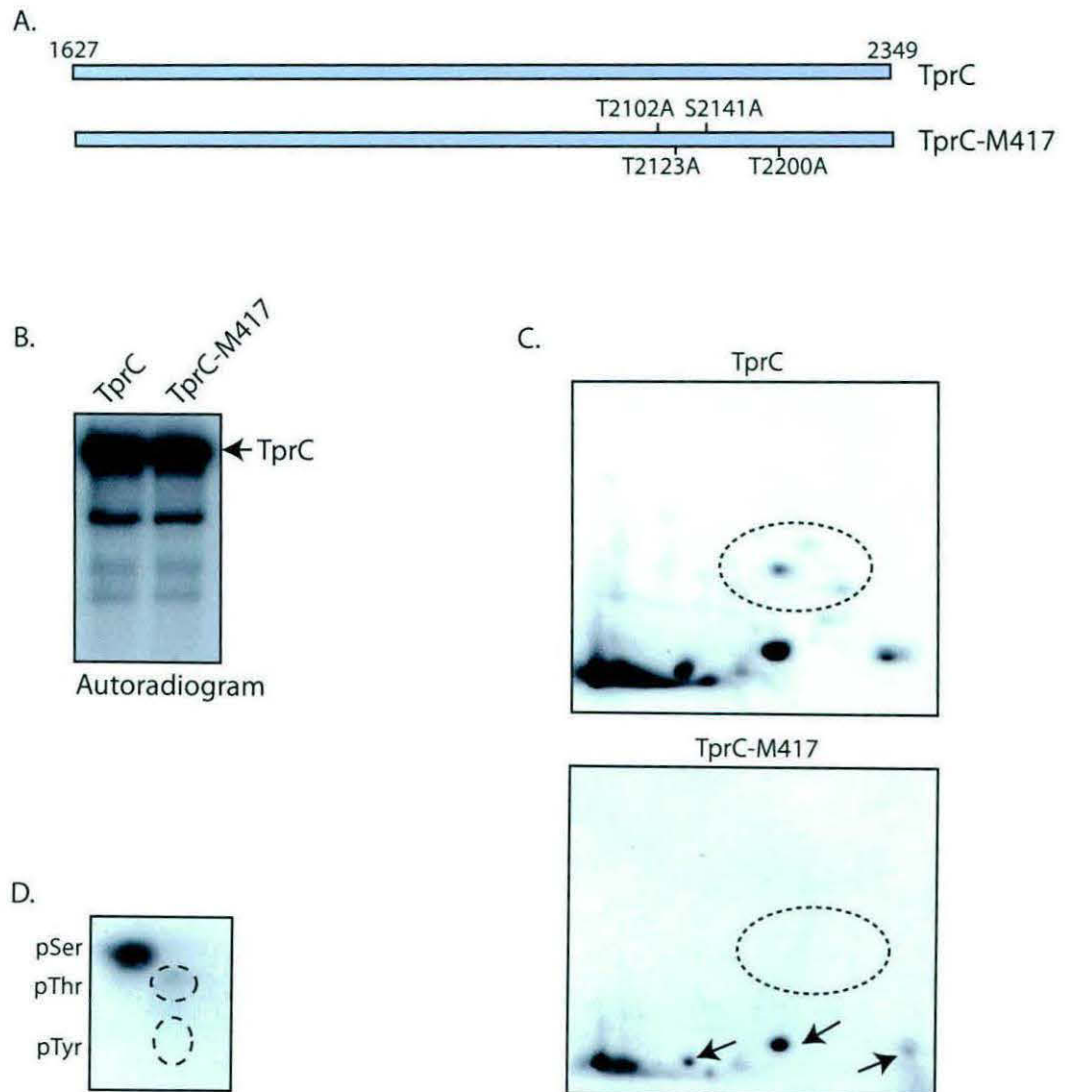 A.
1627 2349
TprC
T2102A S2141A
TprC-M417
T2123A T2200A
B.
TprC TprC-M417
TprC
Autoradiogram
C.
TprC
TprC-M417
D.
pSer
pThr
pTyr